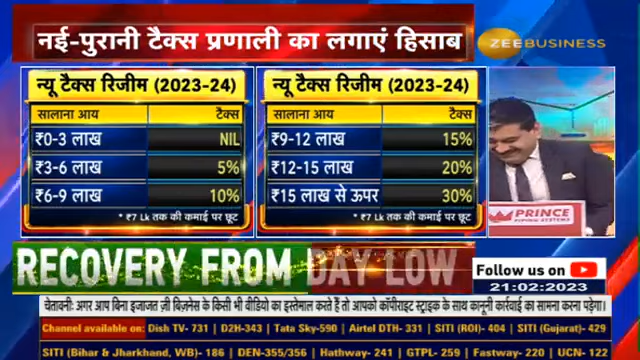 नई-पुरानी टैक्स प्रणाली का लगाएं हिसाब
ZEEBUSINESS
न्यू टैक्स रिजीम (2023-24)
सालाना आय टैक्स
₹0-3 लाख NIL
₹3-6 लाख 5%
₹6-9 लाख 10%
* ₹7 Lk तक की कमाई पर छूट
न्यू टैक्स रिजीम (2023-24)
सालाना आय टैक्स
₹9-12 लाख 15%
₹12-15 लाख 20%
₹15 लाख से ऊपर 30%
* ₹7 Lk तक की कमाई पर छूट
PRINCE
PIPING SYSTEMS
RECOVERY FROM DAY LOW
Follow us on
21:02:2023
चेतावनी: अगर आप बिना इजाजत ज़ी बिज़नेस के किसी भी वीडियो का इस्तेमाल करते हैं तो आपको कॉपीराइट स्ट्राइक के साथ कानूनी कार्रवाई का सामना करना पड़ेगा।
Channel available on: Dish TV- 731 | D2H-343 | Tata Sky-590 | Airtel DTH- 331 | SITI (ROI) - 404 | SITI (Gujarat) - 429
SITI (Bihar & Jharkhand, WB)- 186 | DEN-355/356 | Hathway-241 | GTPL-259 | Fastway-220 | UCN-120